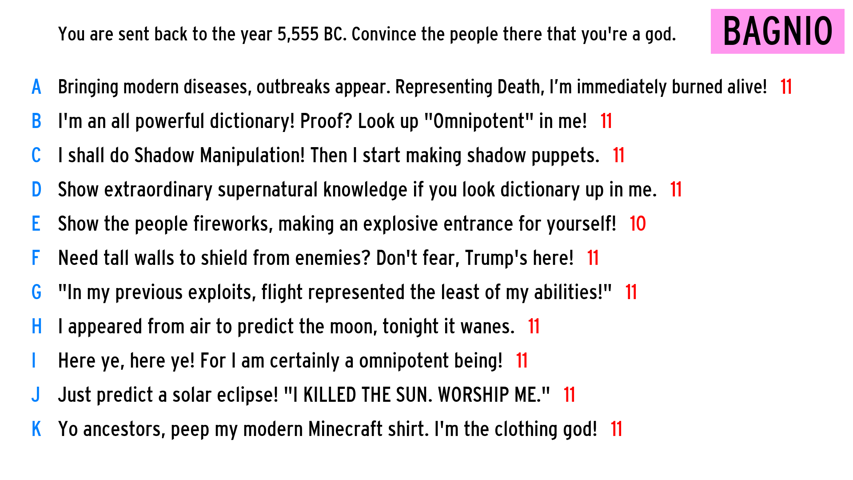 You are sent back to the year 5,555 BC. Convince the people there that you're a god.
BAGNIO
A Bringing modern diseases, outbreaks appear. Representing Death, I'm immediately burned alive! 11
B I'm an all powerful dictionary! Proof? Look up "Omnipotent" in me! 11
C I shall do Shadow Manipulation! Then I start making shadow puppets. 11
D Show extraordinary supernatural knowledge if you look dictionary up in me. 11
E Show the people fireworks, making an explosive entrance for yourself! 10
F Need tall walls to shield from enemies? Don't fear, Trump's here! 11
G "In my previous exploits, flight represented the least of my abilities!" 11
H I appeared from air to predict the moon, tonight it wanes. 11
I Here ye, here ye! For I am certainly a omnipotent being! 11
J Just predict a solar eclipse! "I KILLED THE SUN. WORSHIP ME." 11
K Yo ancestors, peep my modern Minecraft shirt. I'm the clothing god! 11